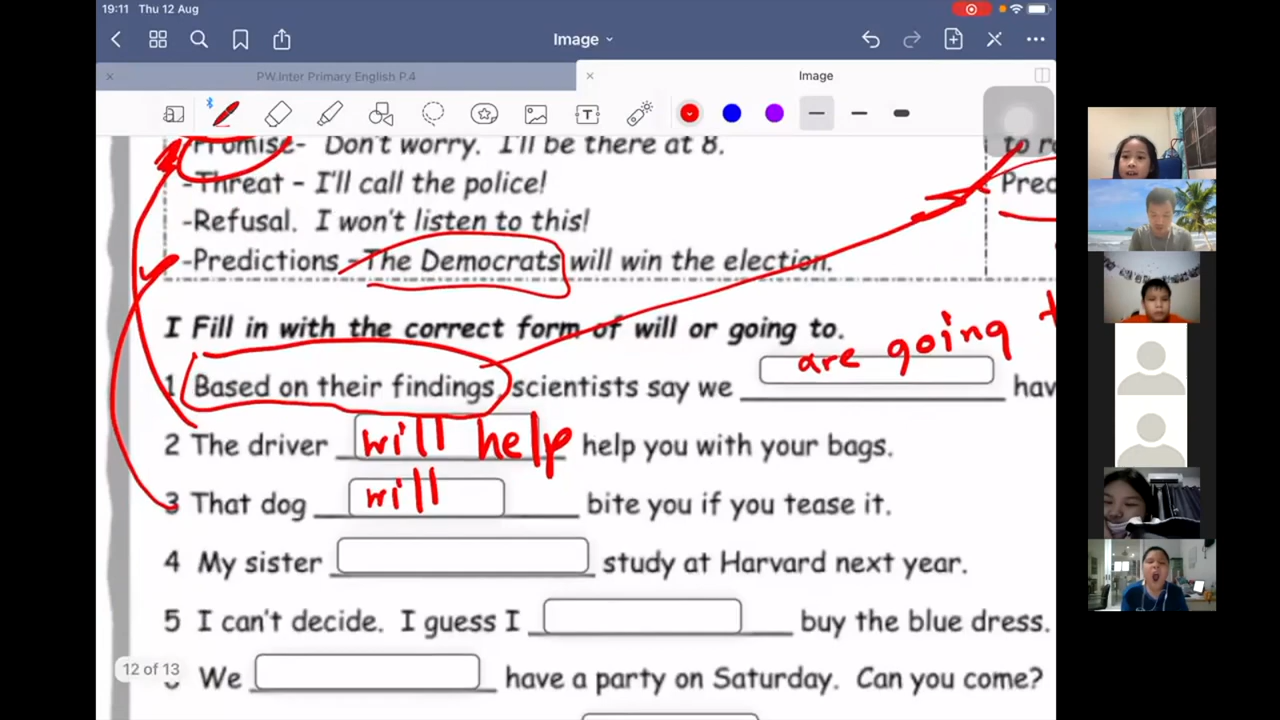 19:11 Thu 12 Aug
Image
PW.Inter Primary English P.4
Image
-Promise- Don't worry. I'll be there at 8.
to
-Threat - I'll call the police!
-Refusal. I won't listen to this!
-Predictions -The Democrats will win the election.
I Fill in with the correct form of will or going to.
1 Based on their findings, scientists say we are going t hav
2 The driver will help help you with your bags.
3 That dog will bite you if you tease it.
4 My sister study at Harvard next year.
5 I can't decide. I guess I buy the blue dress.
We have a party on Saturday. Can you come?
12 of 13